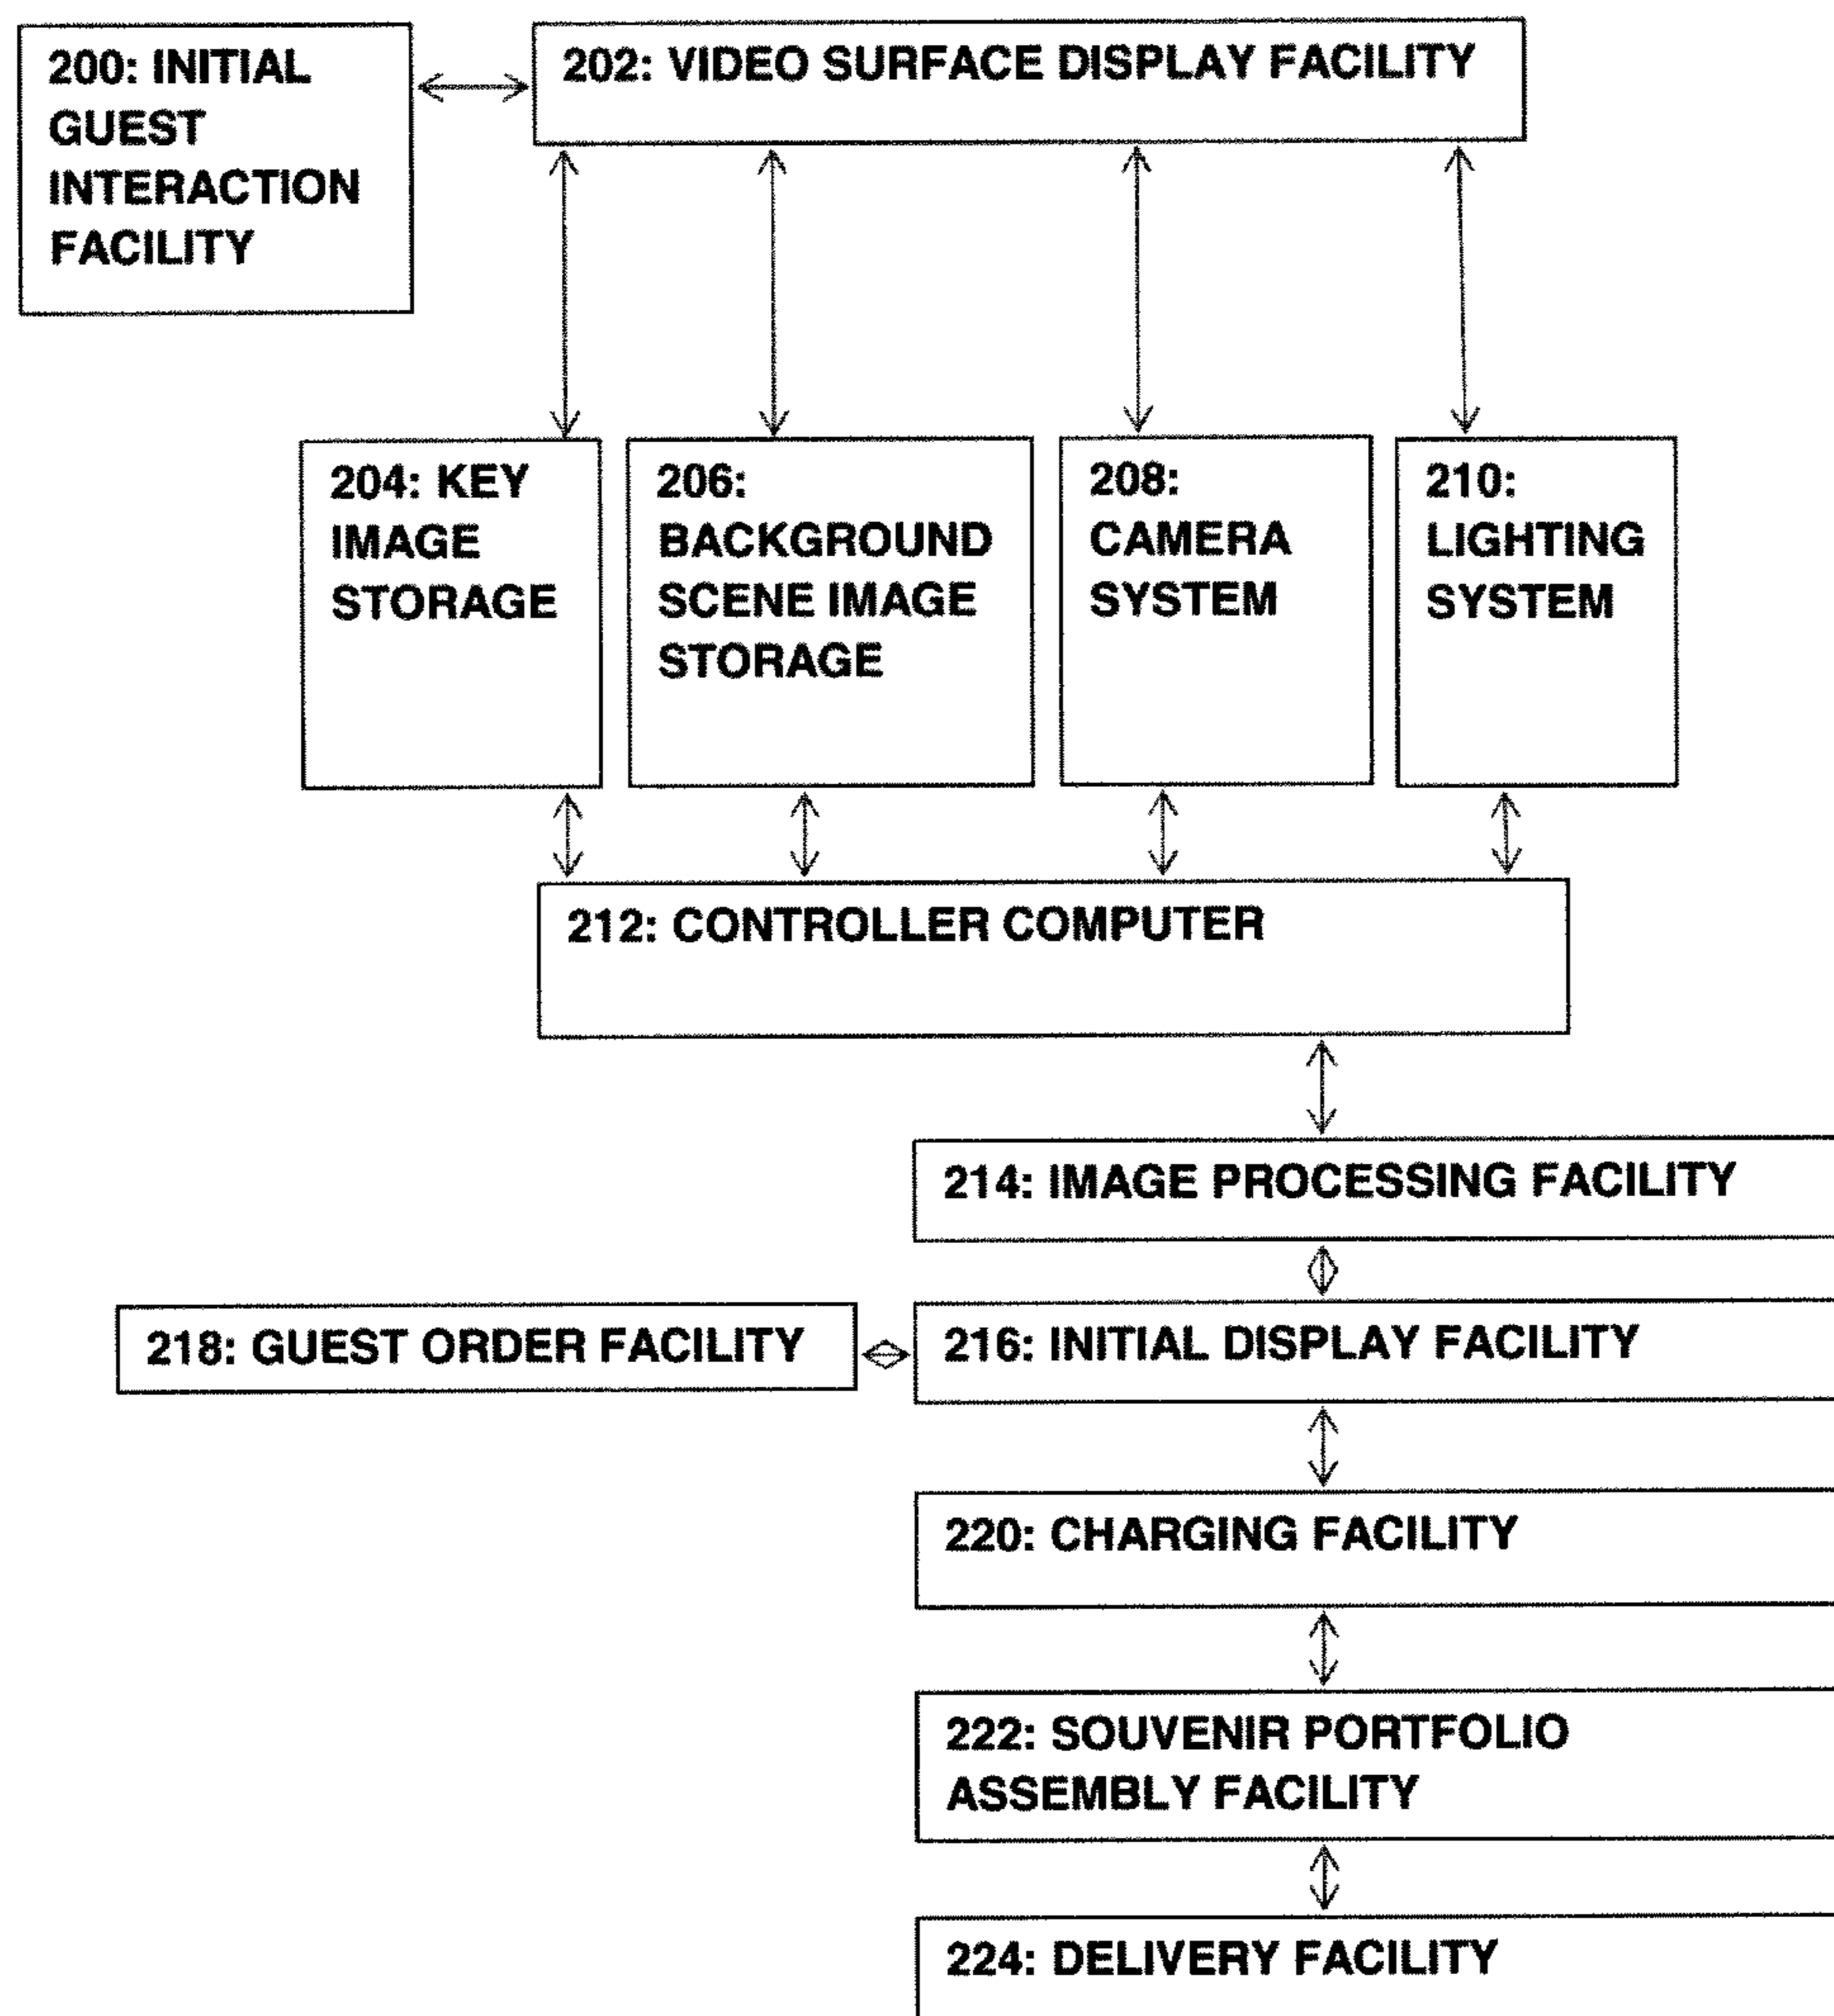 200: INITIAL
GUEST
INTERACTION
FACILITY
202: VIDEO SURFACE DISPLAY FACILITY
204: KEY
IMAGE
STORAGE
206:
BACKGROUND
SCENE IMAGE
STORAGE
208:
CAMERA
SYSTEM
210:
LIGHTING
SYSTEM
212: CONTROLLER COMPUTER
214: IMAGE PROCESSING FACILITY
218: GUEST ORDER FACILITY
216: INITIAL DISPLAY FACILITY
220: CHARGING FACILITY
222: SOUVENIR PORTFOLIO
ASSEMBLY FACILITY
224: DELIVERY FACILITY